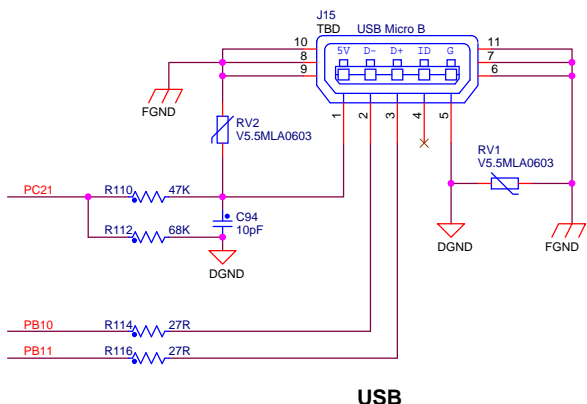 J15
TBD USB Micro B
10 5V D- D+ ID G 11
8 7
9 6
FGND
RV2
V5.5MLA0603
1 2 3 4 5
RV1
V5.5MLA0603
PC21 R110 47K
C94
10pF
R112 68K
DGND
DGND
FGND
PB10 R114 27R
PB11 R116 27R
USB